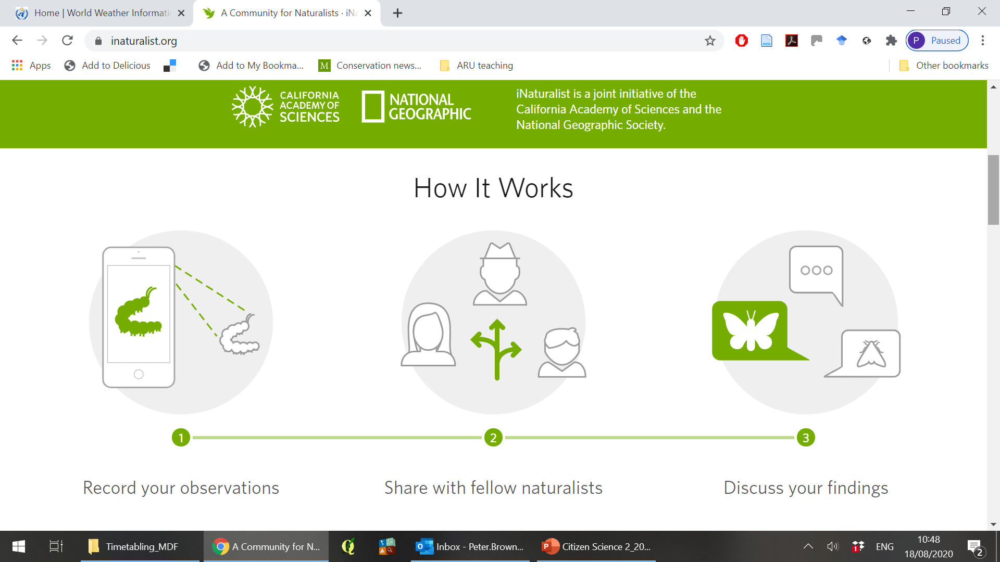 Home | World Weather Informati
A Community for Naturalists · iNa
inaturalist.org
P Paused
Apps
Add to Delicious
Add to My Bookma...
M Conservation news...
ARU teaching
Other bookmarks
CALIFORNIA
ACADEMY OF
SCIENCES
NATIONAL
GEOGRAPHIC
iNaturalist is a joint initiative of the
California Academy of Sciences and the
National Geographic Society.
How It Works
1
2
3
Record your observations
Share with fellow naturalists
Discuss your findings
Timetabling_MDF
A Community for N...
Inbox - Peter.Brown...
Citizen Science 2_20...
1
ENG
10:48
18/08/2020
2